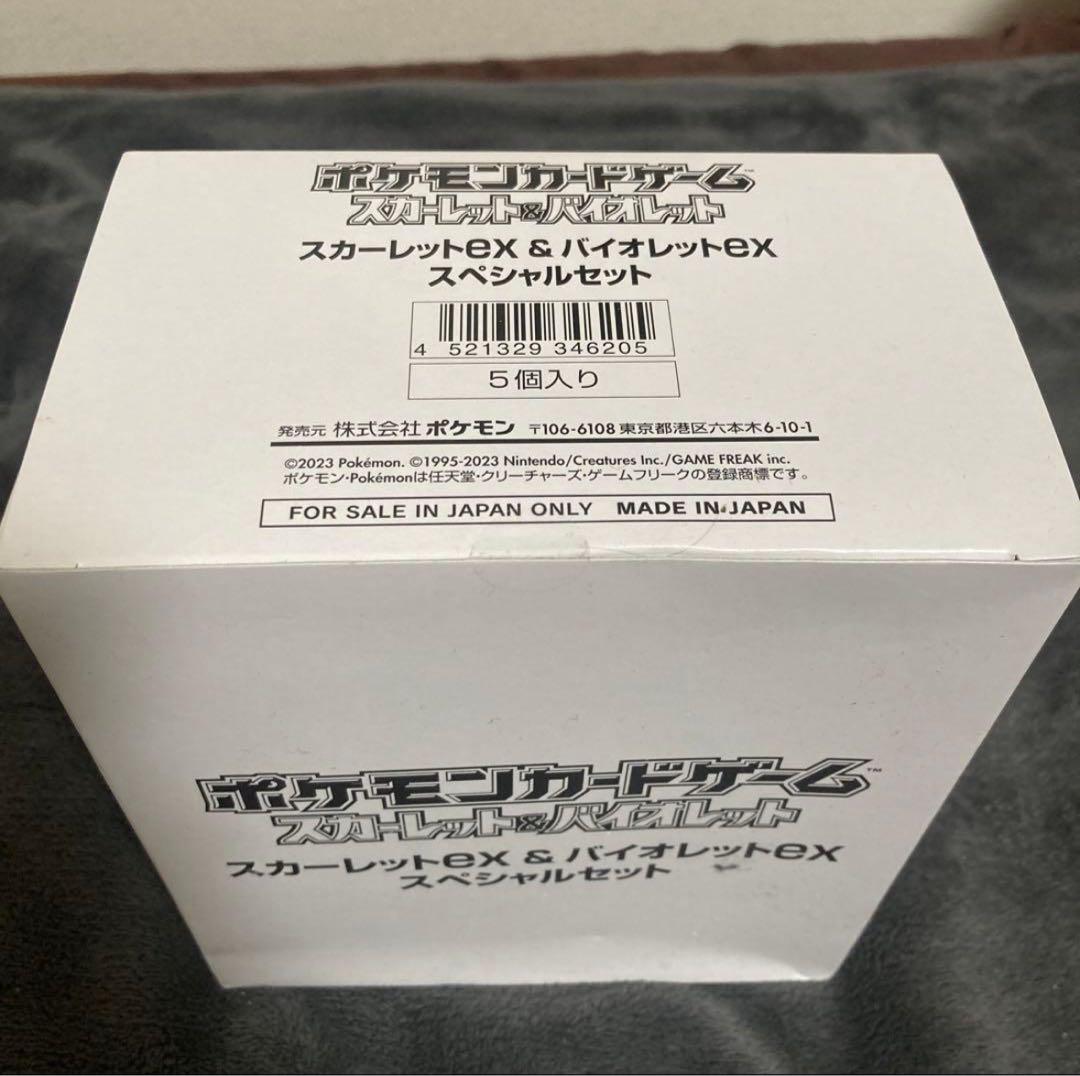 ポケモンカードゲーム™
スカーレット&バイオレット
スカーレットex & バイオレットex
スペシャルセット
4 521329 346205
5個入り
発売元 株式会社 ポケモン 〒106-6108 東京都港区六本木6-10-1
©2023 Pokémon. ©1995-2023 Nintendo/Creatures Inc./GAME FREAK inc.
ポケモン・Pokémonは任天堂・クリーチャーズ・ゲームフリークの登録商標です。
FOR SALE IN JAPAN ONLY MADE IN JAPAN
ポケモンカードゲーム™
スカーレット&バイオレット
スカーレットex & バイオレットex
スペシャルセット